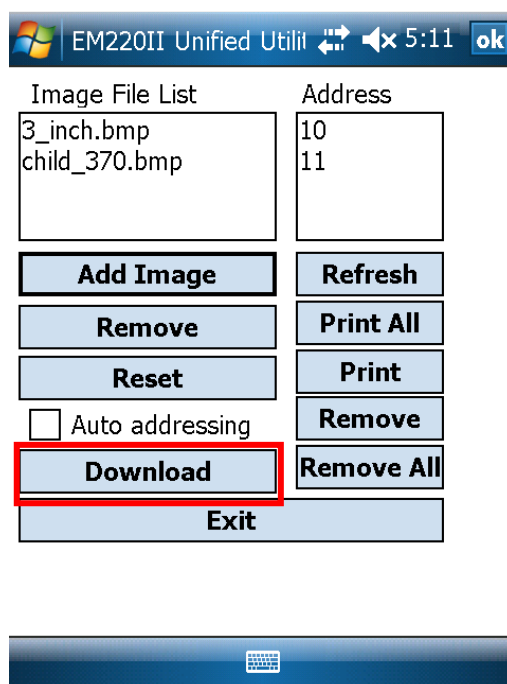 EM220II Unified Utilit 5:11 ok
Image File List
Address
3_inch.bmp
child_370.bmp
10
11
Add Image
Refresh
Remove
Print All
Reset
Print
Auto addressing
Remove
Download
Remove All
Exit